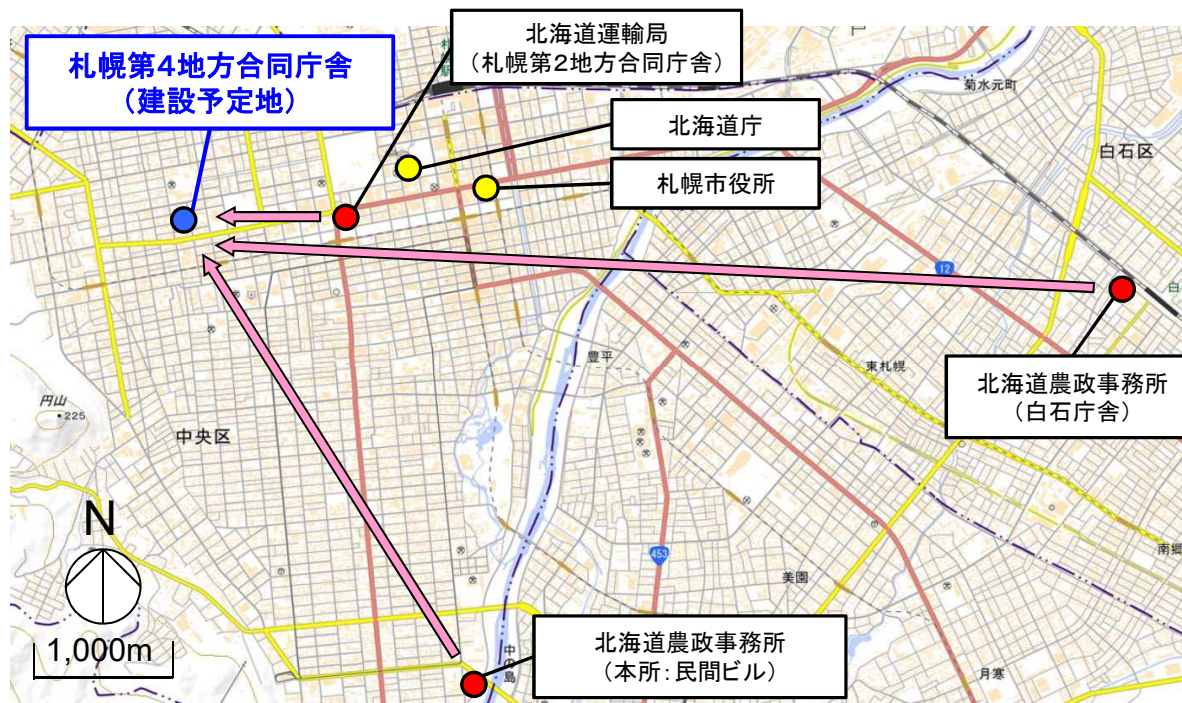 札幌第4地方合同庁舎
（建設予定地）
北海道運輸局
（札幌第2地方合同庁舎）
北海道庁
札幌市役所
菊水元町
白石区
12
豊平
東札幌
北海道農政事務所
（白石庁舎）
円山
・225
中央区
N
1,000m
453
美園
南郷
月寒
北海道農政事務所
（本所：民間ビル）